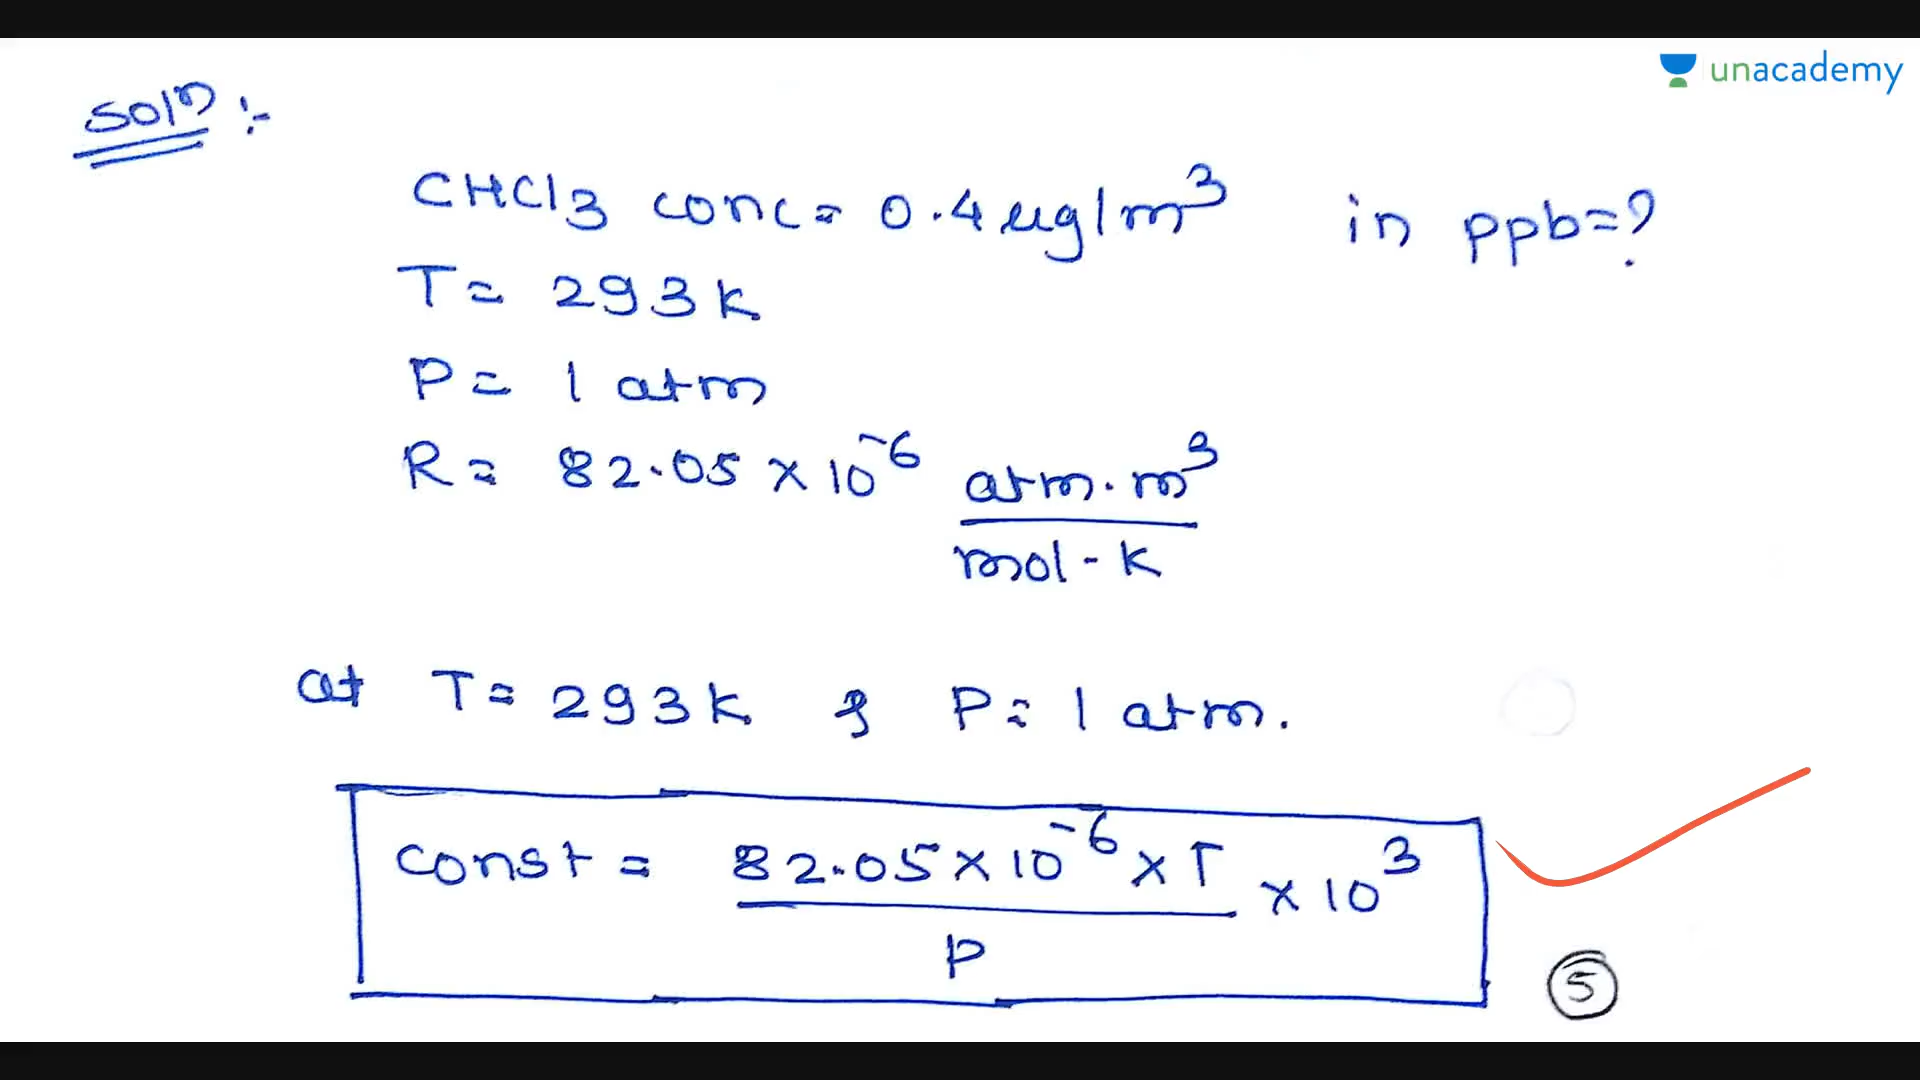 unacademy
Soln :-
CHCl3 conc = 0.4 μg/m³ in ppb = ?
T = 293 K
P = 1 atm
R = 82.05 × 10⁻⁶ atm. m³
mol - K
at T = 293 K & P = 1 atm.
const = 82.05 × 10⁻⁶ × T × 10³
P
5